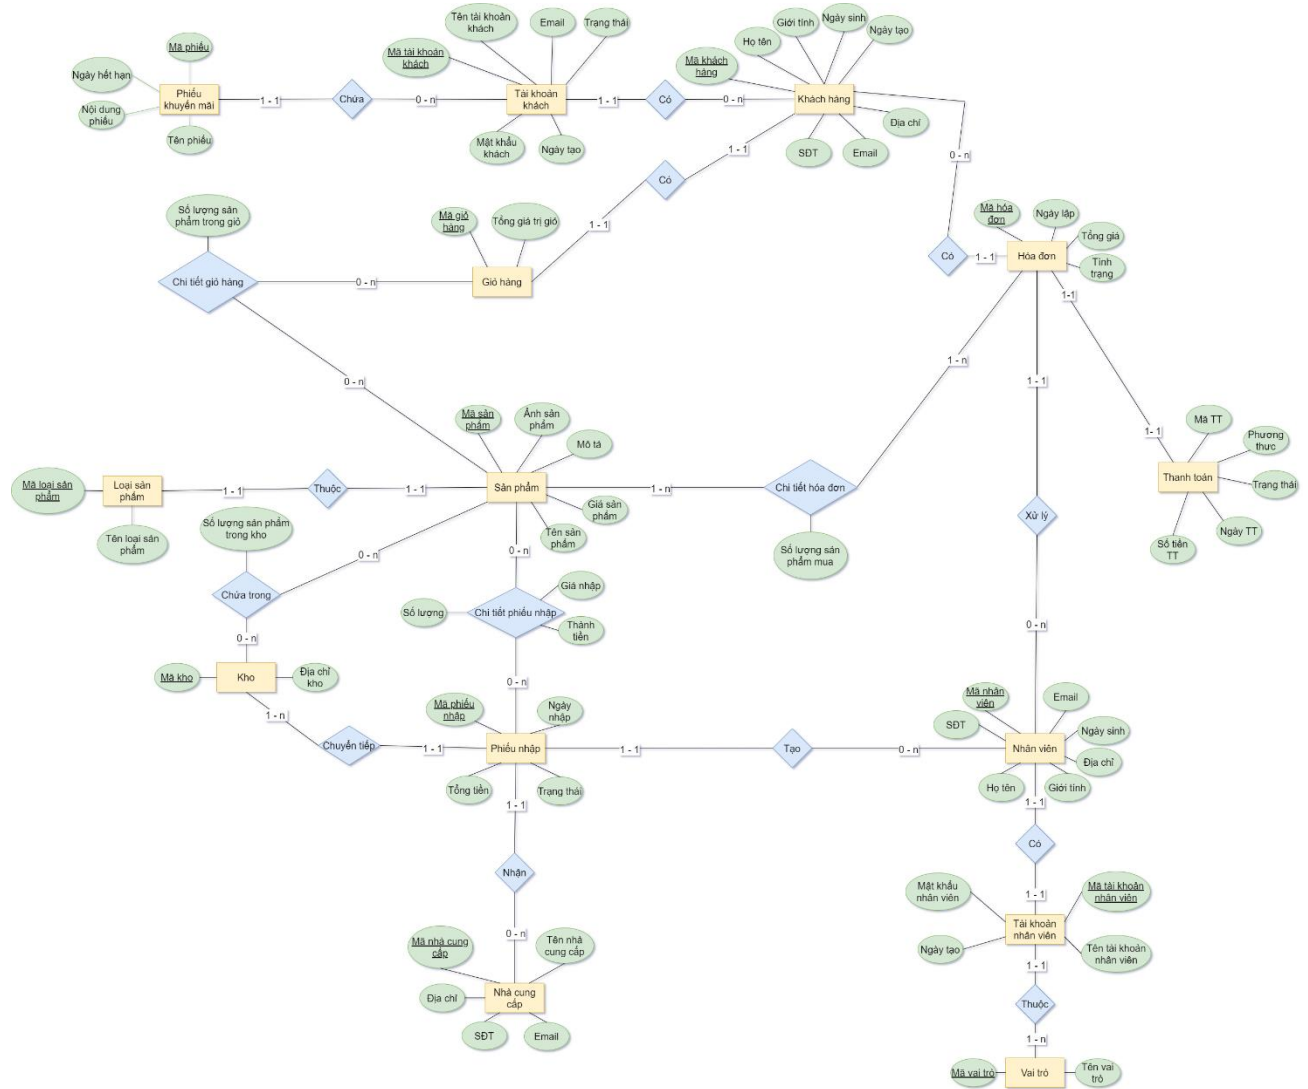 Mã phiếu
Ngày hết hạn
Nội dung
phiếu
Phiếu
khuyến mãi
Tên phiếu
1 - 1
Chứa
0 - n
Tên tài khoản
khách
Email
Trạng thái
Mã tài khoản
khách
Tài khoản
khách
Mật khẩu
khách
Ngày tạo
1 - 1
Có
0 - n
Giới tính
Ngày sinh
Họ tên
Ngày tạo
Mã khách
hàng
Khách hàng
Địa chỉ
SĐT
Email
0 - n
1 - 1
Có
1 - 1
Số lượng sản
phẩm trong giỏ
Mã giỏ
hàng
Tổng giá trị giỏ
Chi tiết giỏ hàng
0 - n
Giỏ hàng
Có
1 - 1
Mã hóa
đơn
Ngày lập
Tổng giá
Tình
trạng
Hóa đơn
1-1
1 - n
1 - 1
0 - n
Mã sản
phẩm
Ảnh sản
phẩm
Mô tả
Mã TT
Phương
thức
Thanh toán
Trạng thái
Ngày TT
Số tiền
TT
1- 1
Mã loại sản
phẩm
Loại sản
phẩm
1 - 1
Thuộc
1 - 1
Sản phẩm
Giá sản
phẩm
Tên sản
phẩm
1 - n
Chi tiết hóa đơn
Số lượng sản
phẩm mua
Xử lý
Số lượng sản phẩm
trong kho
Tên loại sản
phẩm
0 - n
0 - n
Chứa trong
Số lượng
Chi tiết phiếu nhập
Giá nhập
Thành
tiền
0 - n
0 - n
0 - n
Mã kho
Kho
Địa chỉ
kho
1 - n
Chuyển tiếp
1 - 1
Mã phiếu
nhập
Ngày
nhập
Phiếu nhập
Tổng tiền
Trạng thái
1 - 1
Tạo
0 - n
Mã nhân
viên
Email
SĐT
Ngày sinh
Nhân viên
Địa chỉ
Họ tên
Giới tính
1 - 1
1 - 1
Có
Nhận
1 - 1
Mật khẩu
nhân viên
Mã tài khoản
nhân viên
Tài khoản
nhân viên
Ngày tạo
Tên tài khoản
nhân viên
0 - n
Mã nhà cung
cấp
Tên nhà
cung cấp
Địa chỉ
Nhà cung
cấp
SĐT
Email
1 - 1
Thuộc
1 - n
Mã vai trò
Vai trò
Tên vai
trò